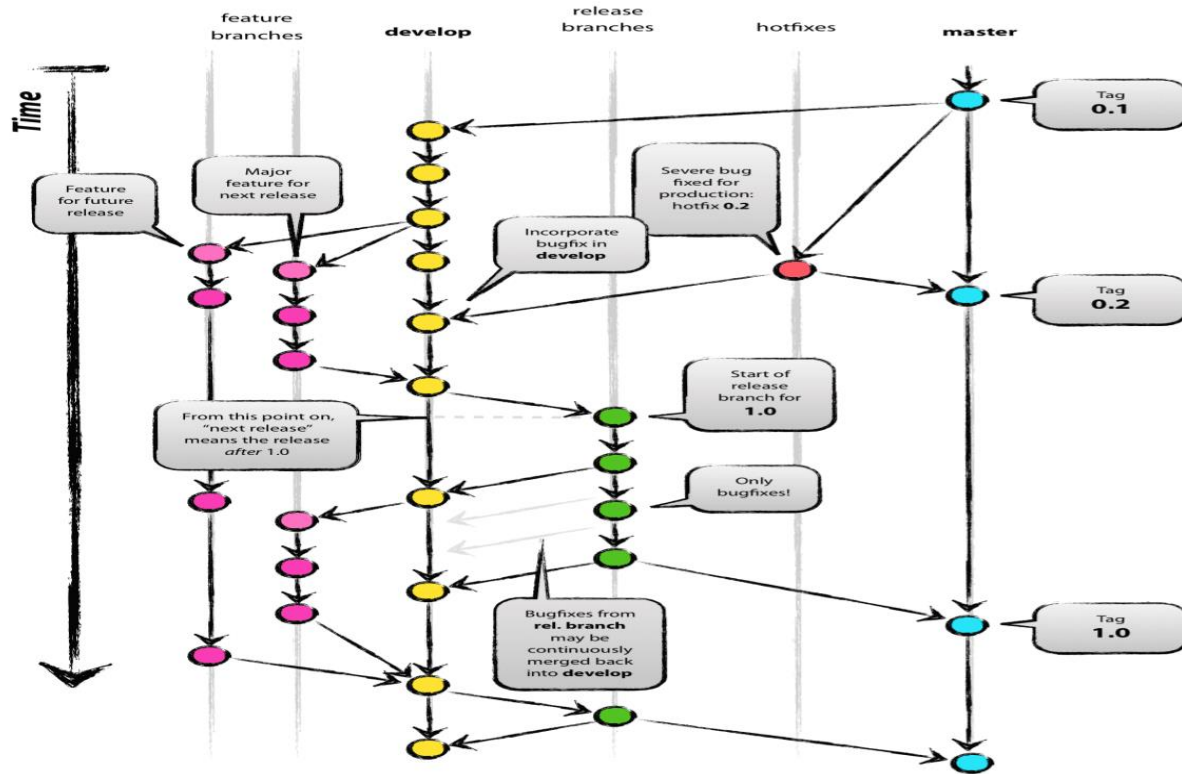 feature
branches
develop
release
branches
hotfixes
master
Time
Tag
0.1
Major
feature for
next release
Severe bug
fixed for
production:
hotfix 0.2
Feature
for future
release
Incorporate
bugfix in
develop
Tag
0.2
Start of
release
branch for
1.0
From this point on,
“next release”
means the release
after 1.0
Only
bugfixes!
Bugfixes from
rel. branch
may be
continuously
merged back
into develop
Tag
1.0